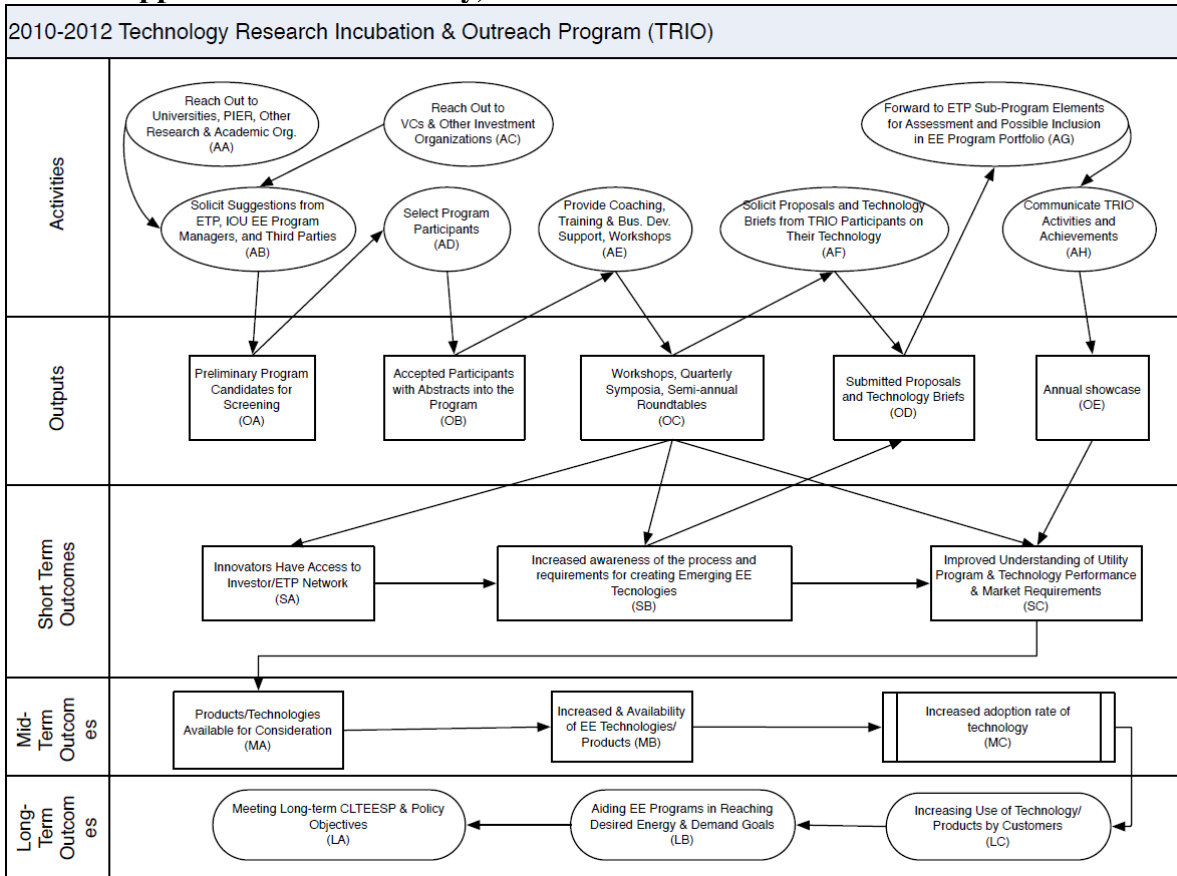 2010-2012 Technology Research Incubation & Outreach Program (TRIO)
Activities
Reach Out to
Universities, PIER, Other
Research & Academic Org.
(AA)
Reach Out to
VCs & Other Investment
Organizations (AC)
Forward to ETP Sub-Program Elements
for Assessment and Possible Inclusion
in EE Program Portfolio (AG)
Solicit Suggestions from
ETP, IOU EE Program
Managers, and Third Parties
(AB)
Select Program
Participants
(AD)
Provide Coaching,
Training & Bus. Dev.
Support, Workshops
(AE)
Solicit Proposals and Technology
Briefs from TRIO Participants on
Their Technology
(AF)
Communicate TRIO
Activities and
Achievements
(AH)
Outputs
Preliminary Program
Candidates for
Screening
(OA)
Accepted Participants
with Abstracts into the
Program
(OB)
Workshops, Quarterly
Symposia, Semi-annual
Roundtables
(OC)
Submitted Proposals
and Technology Briefs
(OD)
Annual showcase
(OE)
Short Term
Outcomes
Innovators Have Access to
Investor/ETP Network
(SA)
Increased awareness of the process and
requirements for creating Emerging EE
Tecnologies
(SB)
Improved Understanding of Utility
Program & Technology Performance
& Market Requirements
(SC)
Mid-
Term
Outcom
es
Products/Technologies
Available for Consideration
(MA)
Increased & Availability
of EE Technologies/
Products (MB)
Increased adoption rate of
technology
(MC)
Long-
Term
Outcom
es
Meeting Long-term CLTEESP & Policy
Objectives
(LA)
Aiding EE Programs in Reaching
Desired Energy & Demand Goals
(LB)
Increasing Use of Technology/
Products by Customers
(LC)